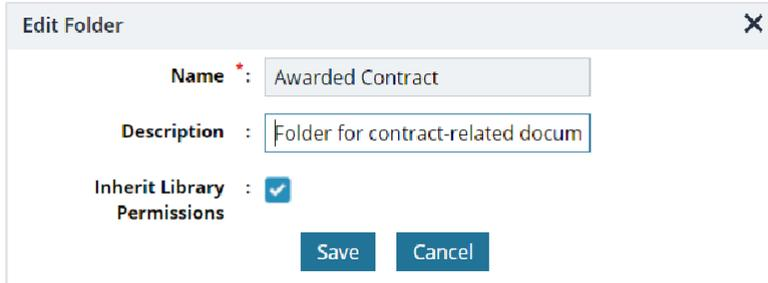 Edit Folder
Name * : Awarded Contract
Description : Folder for contract-related docum
Inherit Library :
Permissions
Save Cancel